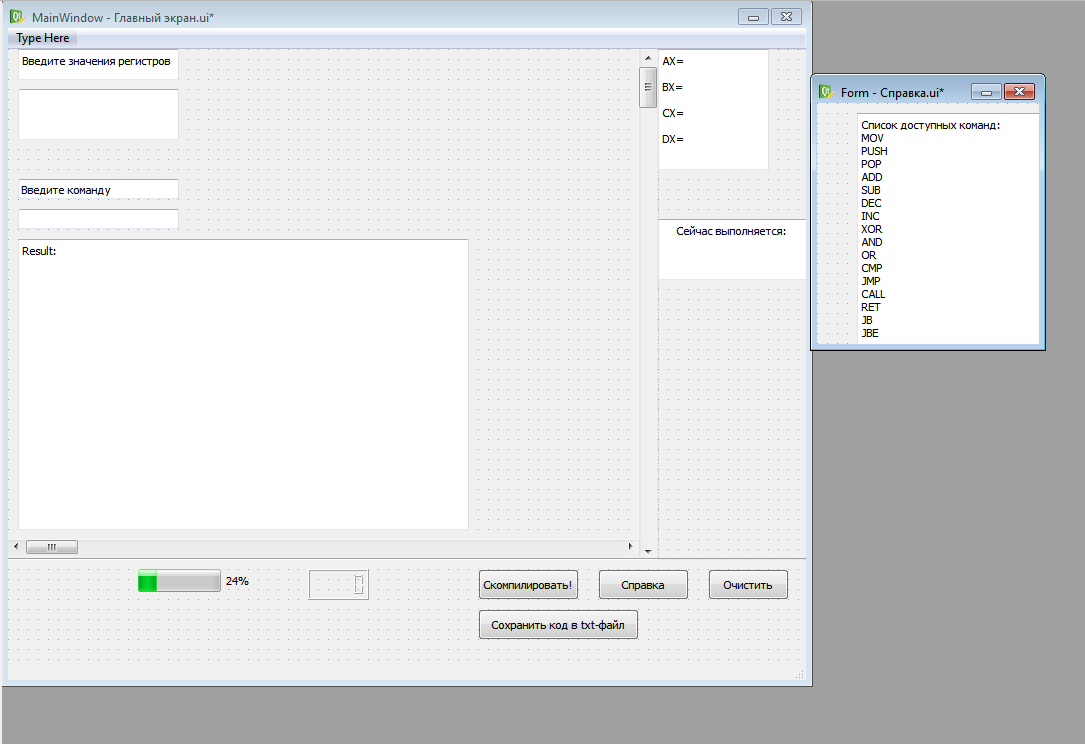 MainWindow - Главный экран.ui*
Type Here
Введите значения регистров
Введите команду
Result:
AX=
BX=
CX=
DX=
Сейчас выполняется:
24%
0
Скомпилировать!
Справка
Очистить
Сохранить код в txt-файл
Form - Справка.ui*
Список доступных команд:
MOV
PUSH
POP
ADD
SUB
DEC
INC
XOR
AND
OR
CMP
JMP
CALL
RET
JB
JBE